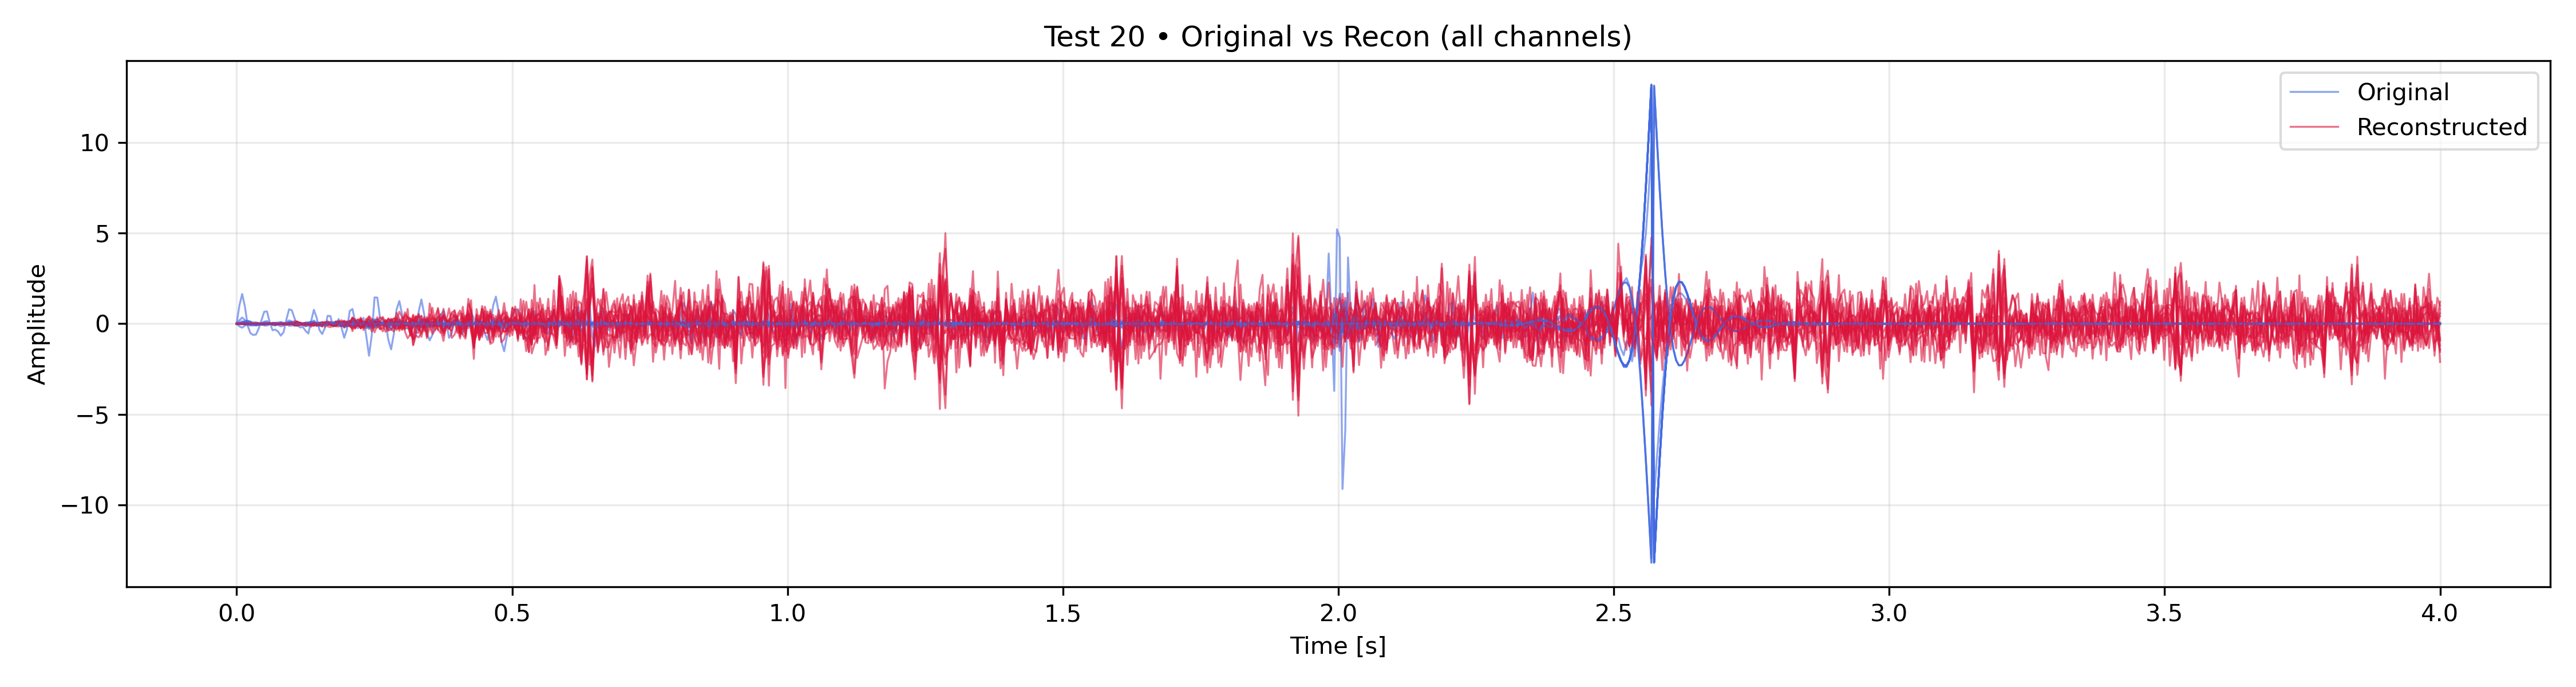 Test 20 • Original vs Recon (all channels)
Original
Reconstructed
Amplitude
10
5
0
−5
−10
0.0 0.5 1.0 1.5 2.0 2.5 3.0 3.5 4.0
Time [s]